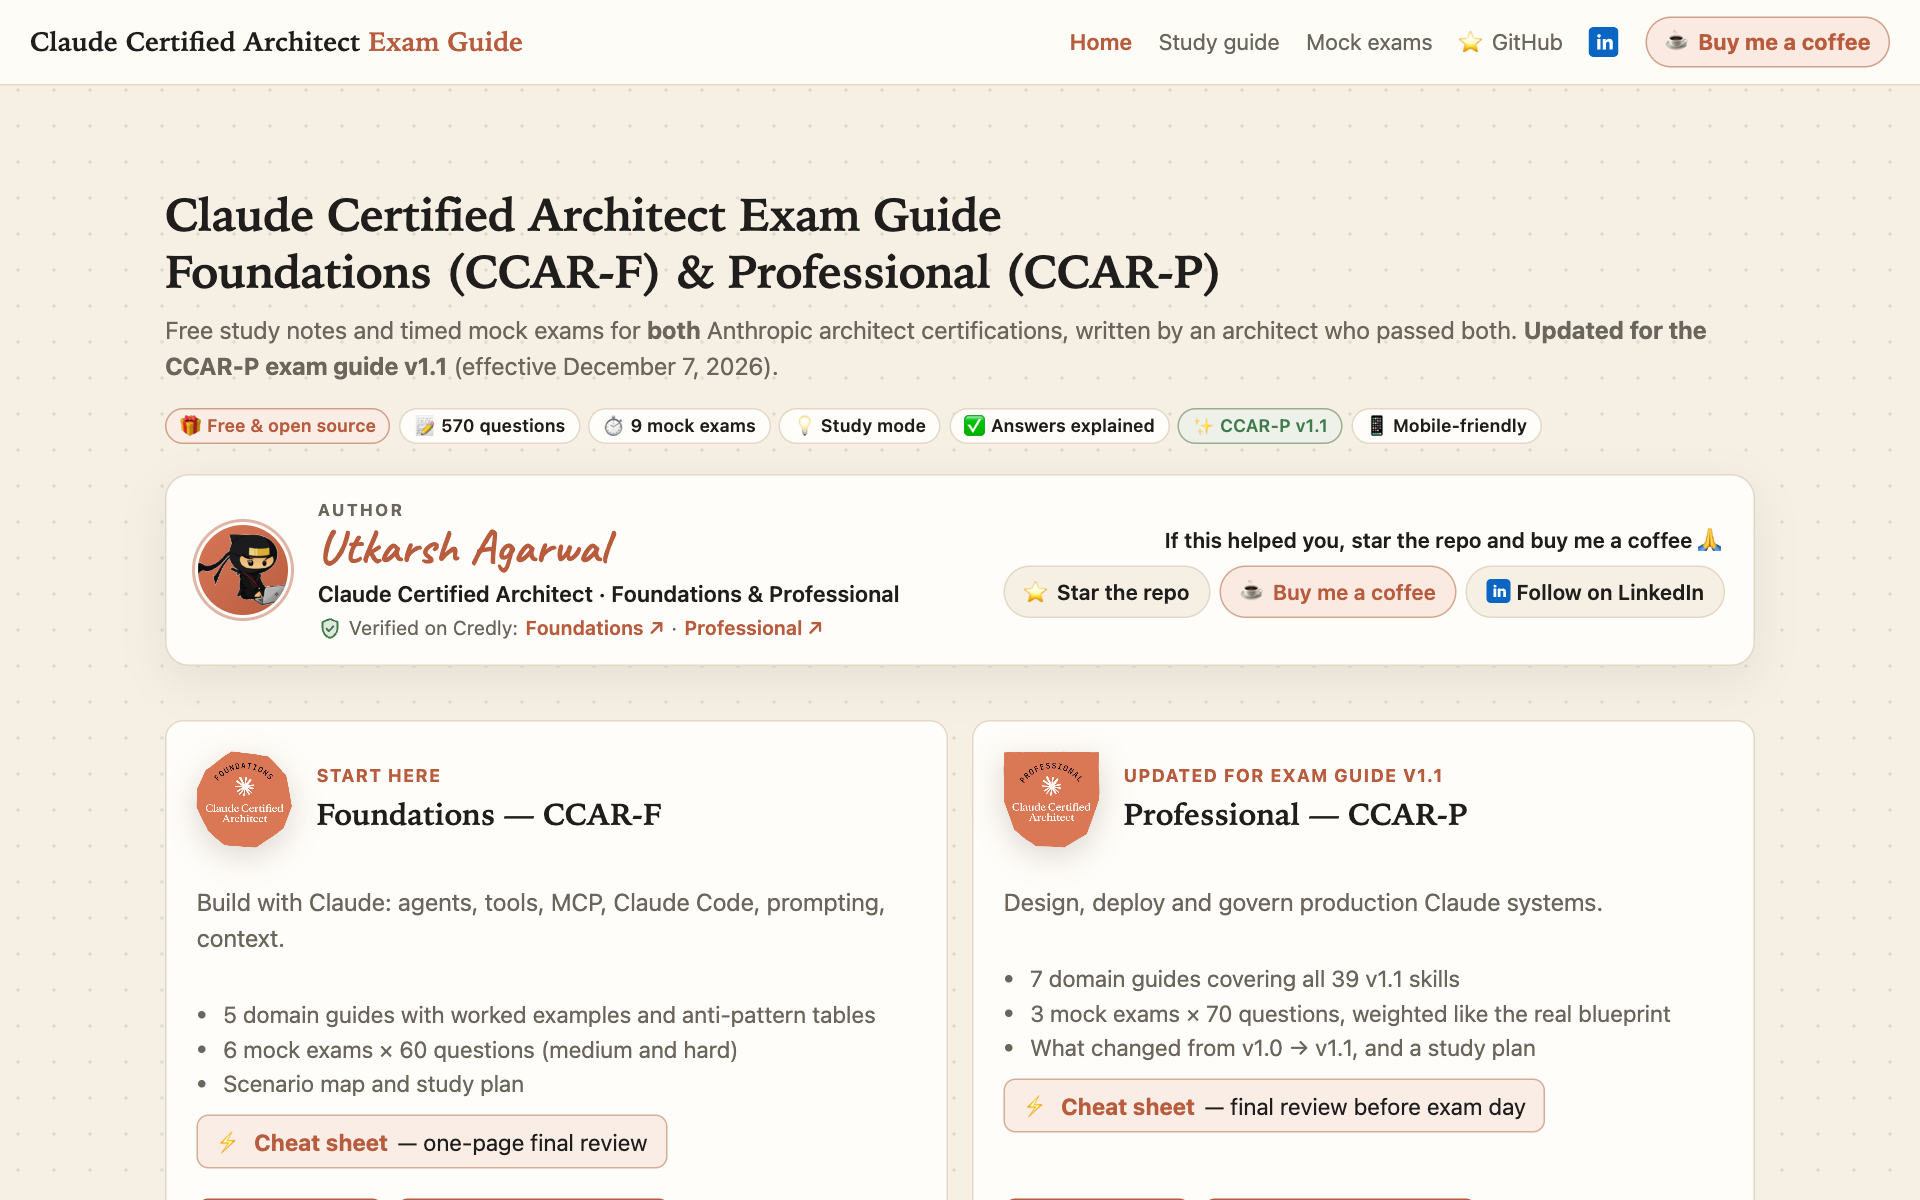 Claude Certified Architect Exam Guide
Home
Study guide
Mock exams
⭐ GitHub
in
☕ Buy me a coffee
Claude Certified Architect Exam Guide
Foundations (CCAR-F) & Professional (CCAR-P)
Free study notes and timed mock exams for both Anthropic architect certifications, written by an architect who passed both. Updated for the
CCAR-P exam guide v1.1 (effective December 7, 2026).
🎁 Free & open source
📝 570 questions
⏱️ 9 mock exams
💡 Study mode
✅ Answers explained
✨ CCAR-P v1.1
📱 Mobile-friendly
AUTHOR
Utkarsh Agarwal
Claude Certified Architect · Foundations & Professional
Verified on Credly: Foundations ↗ · Professional ↗
If this helped you, star the repo and buy me a coffee 🙏
⭐ Star the repo
☕ Buy me a coffee
in Follow on LinkedIn
FOUNDATIONS
Claude Certified
Architect
START HERE
Foundations — CCAR-F
Build with Claude: agents, tools, MCP, Claude Code, prompting,
context.
• 5 domain guides with worked examples and anti-pattern tables
• 6 mock exams × 60 questions (medium and hard)
• Scenario map and study plan
⚡ Cheat sheet — one-page final review
PROFESSIONAL
Claude Certified
Architect
UPDATED FOR EXAM GUIDE V1.1
Professional — CCAR-P
Design, deploy and govern production Claude systems.
• 7 domain guides covering all 39 v1.1 skills
• 3 mock exams × 70 questions, weighted like the real blueprint
• What changed from v1.0 → v1.1, and a study plan
⚡ Cheat sheet — final review before exam day